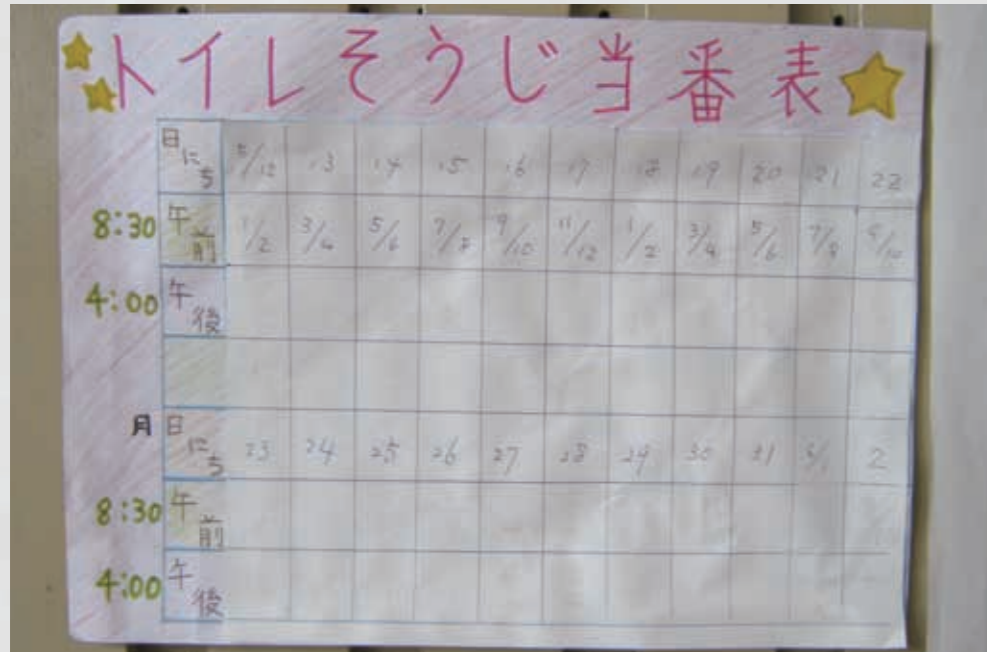 トイレそうじ当番表
日にち 5/12 13 14 15 16 17 18 19 20 21 22
8:30 午前 1/2 3/4 5/6 7/8 9/10 11/12 1/2 3/4 5/6 7/8 9/10
4:00 午後
月 日にち 23 24 25 26 27 28 29 30 31 6/1 2
8:30 午前
4:00 午後